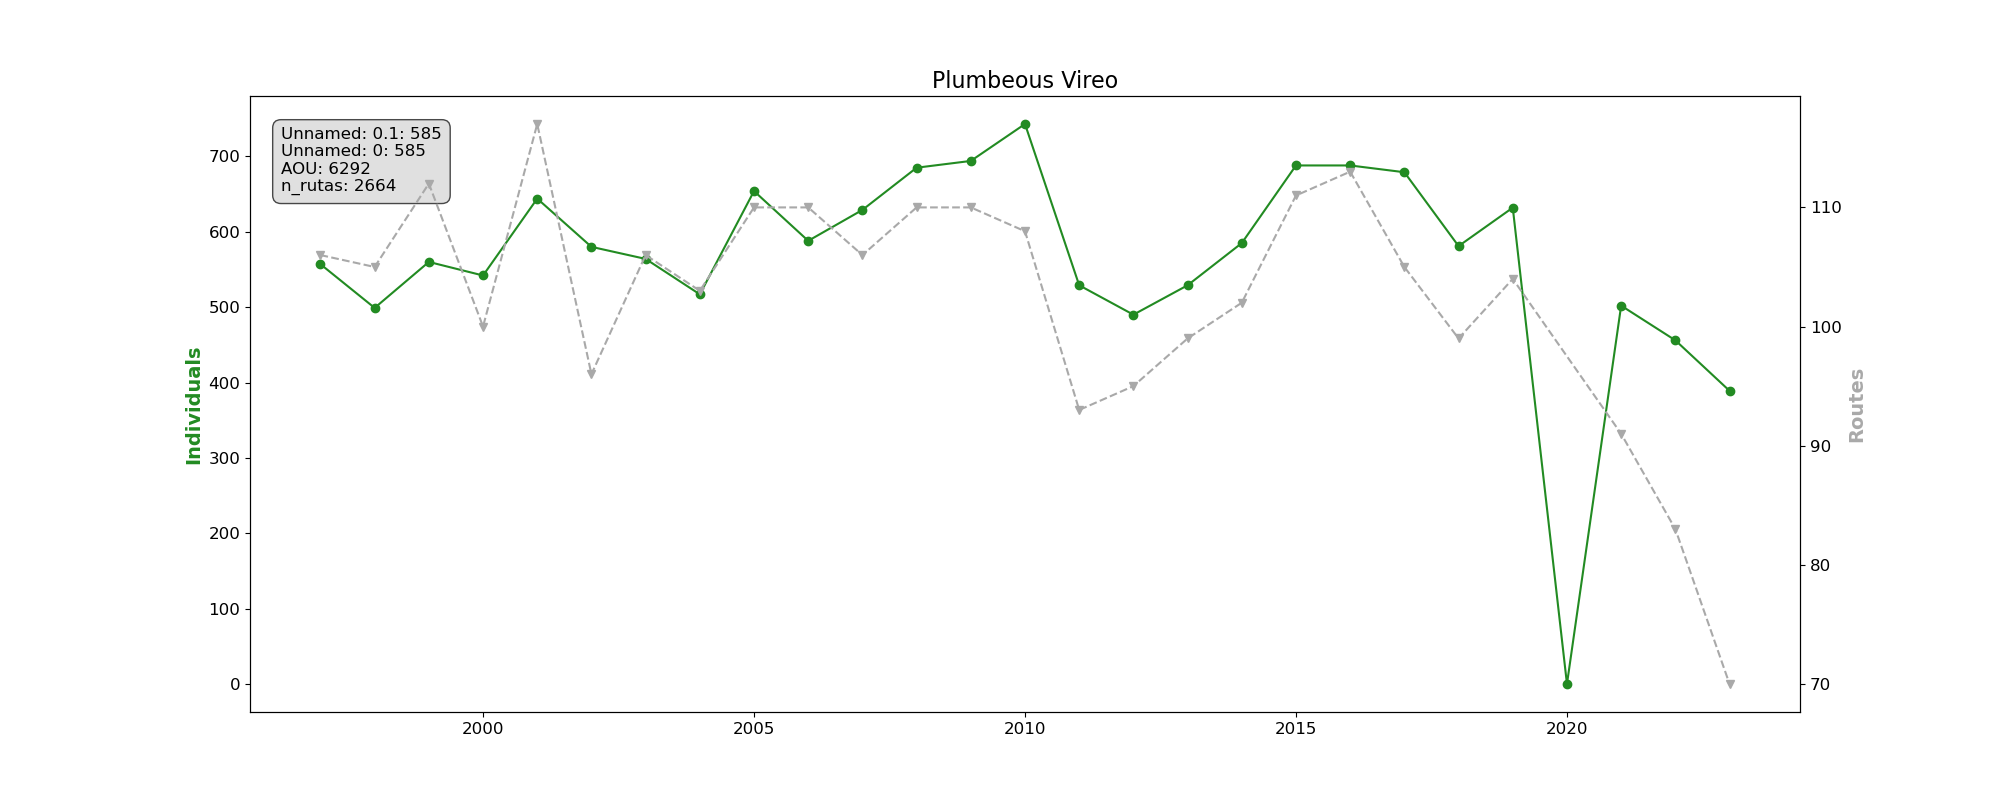 Plumbeous Vireo
Unnamed: 0.1: 585
Unnamed: 0: 585
AOU: 6292
n_rutas: 2664
700
600
500
400
300
200
100
0
Individuals
110
100
90
80
70
Routes
2000
2005
2010
2015
2020